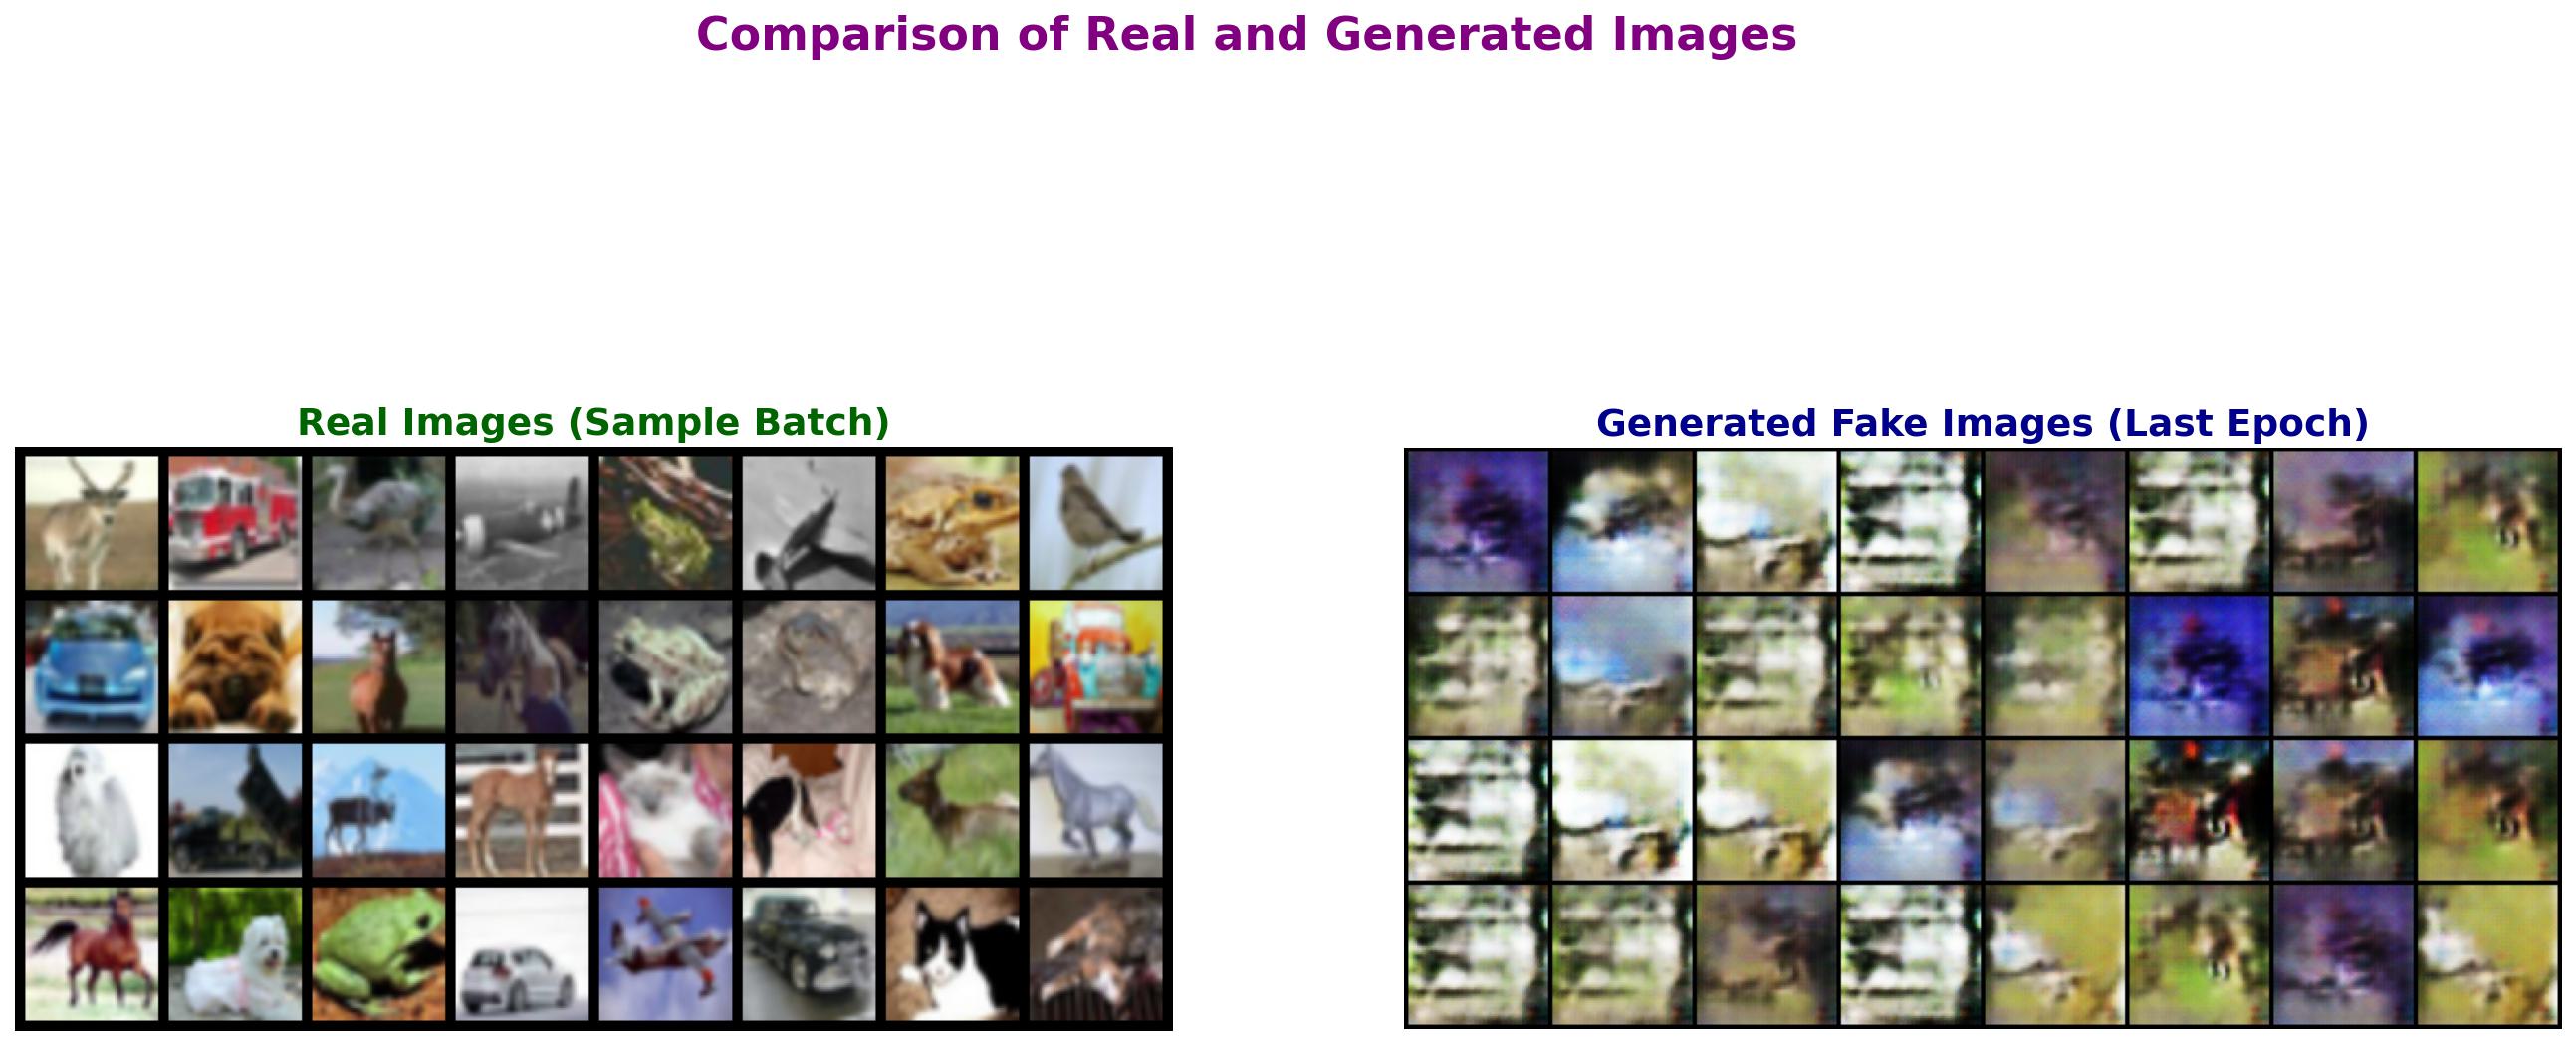 Comparison of Real and Generated Images
Real Images (Sample Batch)
Generated Fake Images (Last Epoch)